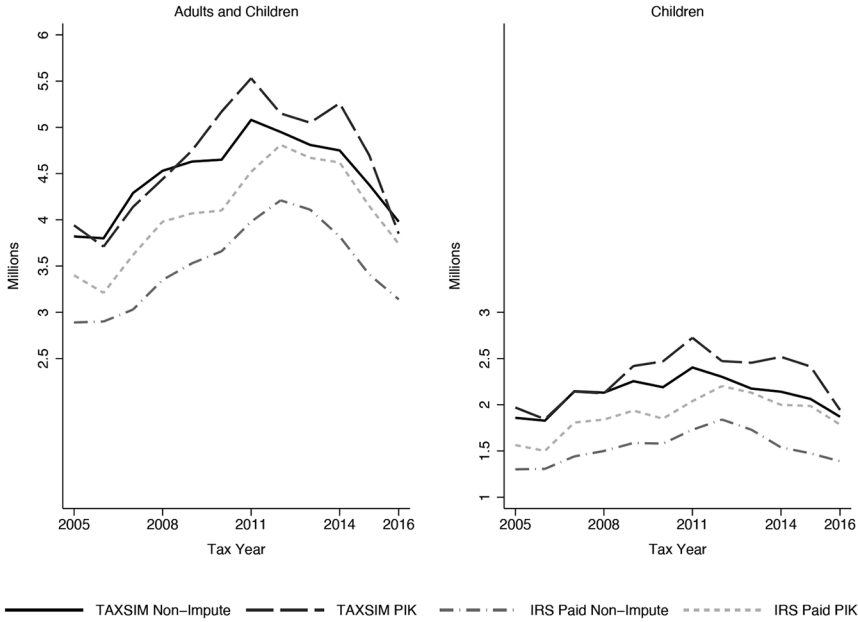 Adults and Children
6
5.5
5
4.5
4
3.5
3
2.5
Millions
2005
2008
2011
2014
2016
Tax Year
Children
3
2.5
2
1.5
1
Millions
2005
2008
2011
2014
2016
Tax Year
TAXSIM Non-Impute
TAXSIM PIK
IRS Paid Non-Impute
IRS Paid PIK